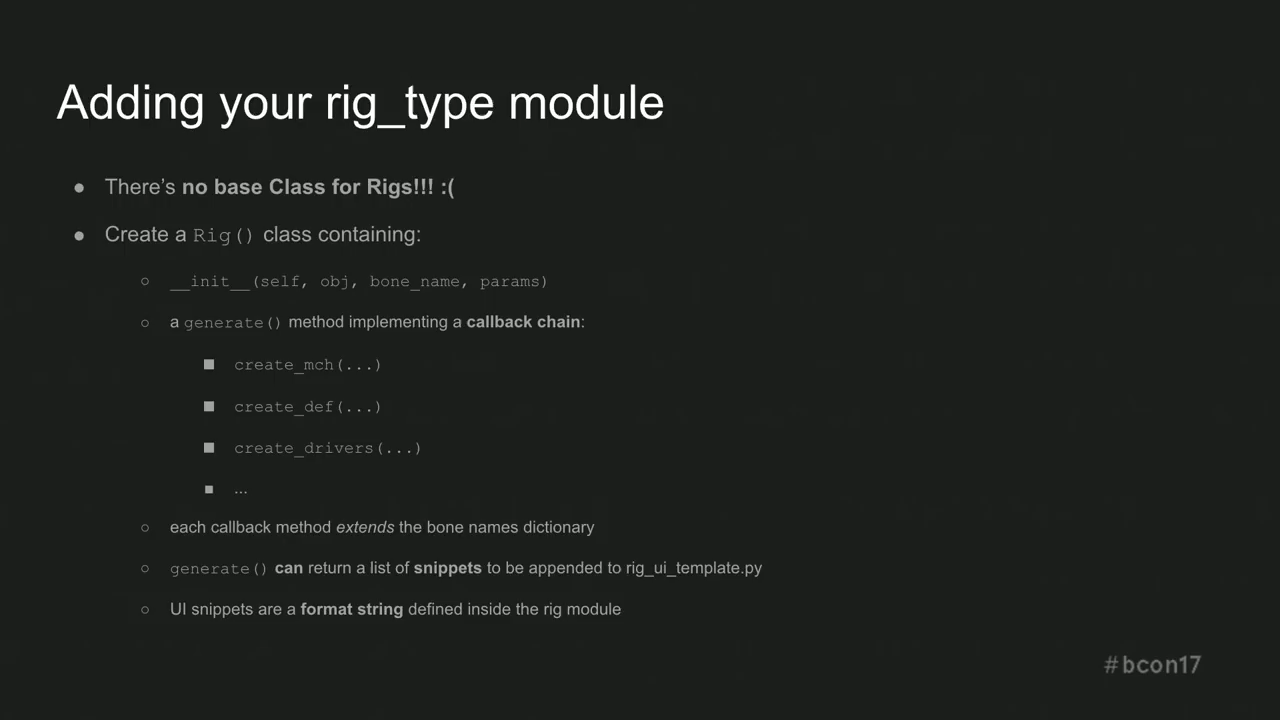 Adding your rig_type module
● There’s no base Class for Rigs!!! :(
● Create a Rig() class containing:
○ __init__(self, obj, bone_name, params)
○ a generate() method implementing a callback chain:
■ create_mch(...)
■ create_def(...)
■ create_drivers(...)
■ ...
○ each callback method extends the bone names dictionary
○ generate() can return a list of snippets to be appended to rig_ui_template.py
○ UI snippets are a format string defined inside the rig module
#bcon17